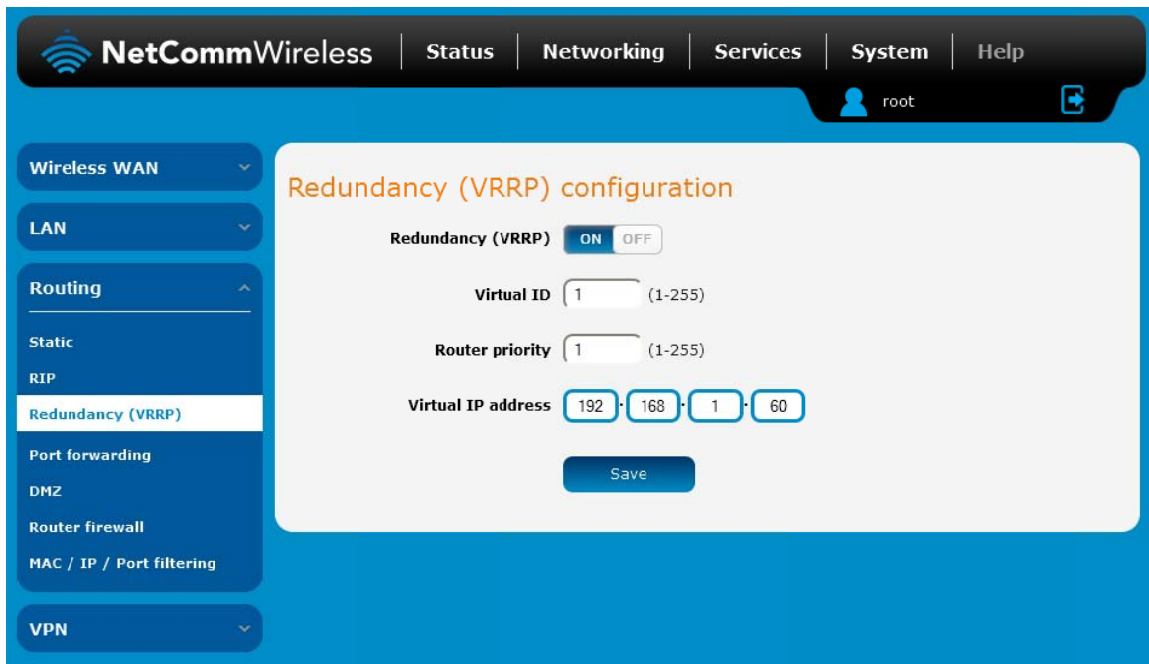 NetCommWireless Status Networking Services System Help
root
Wireless WAN
LAN
Routing
Static
RIP
Redundancy (VRRP)
Port forwarding
DMZ
Router firewall
MAC / IP / Port filtering
VPN
Redundancy (VRRP) configuration
Redundancy (VRRP) ON OFF
Virtual ID 1 (1-255)
Router priority 1 (1-255)
Virtual IP address 192 . 168 . 1 . 60
Save